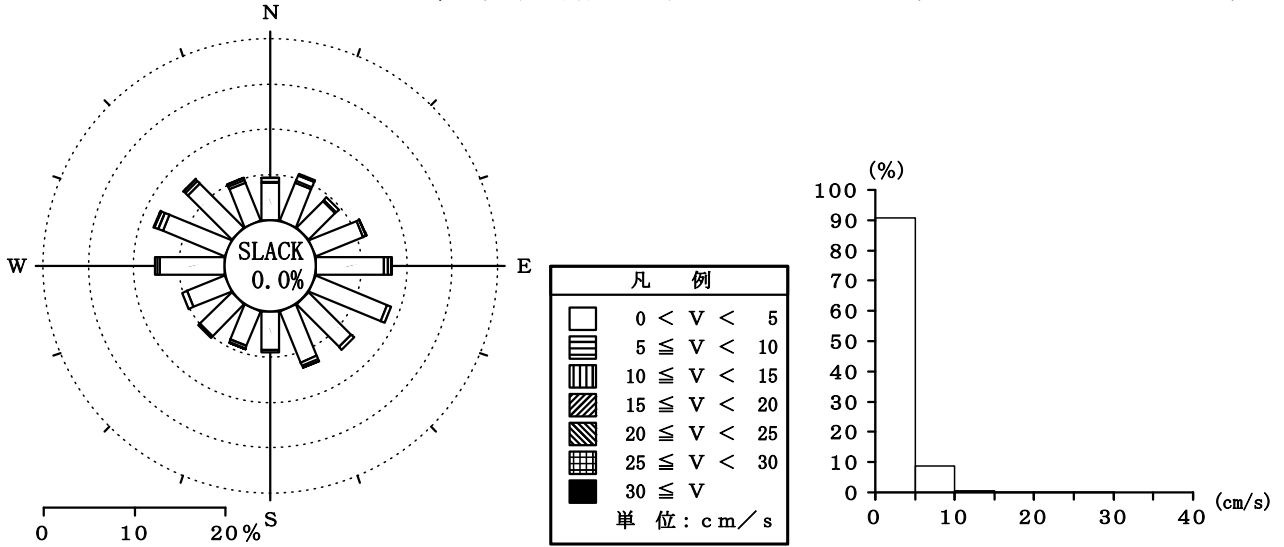 N
W
E
S
SLACK
0.0%
0 10 20%
凡 例
0 < V < 5
5 ≦ V < 10
10 ≦ V < 15
15 ≦ V < 20
20 ≦ V < 25
25 ≦ V < 30
30 ≦ V
単 位: cm/s
(%)
100
90
80
70
60
50
40
30
20
10
0
0 10 20 30 40 (cm/s)